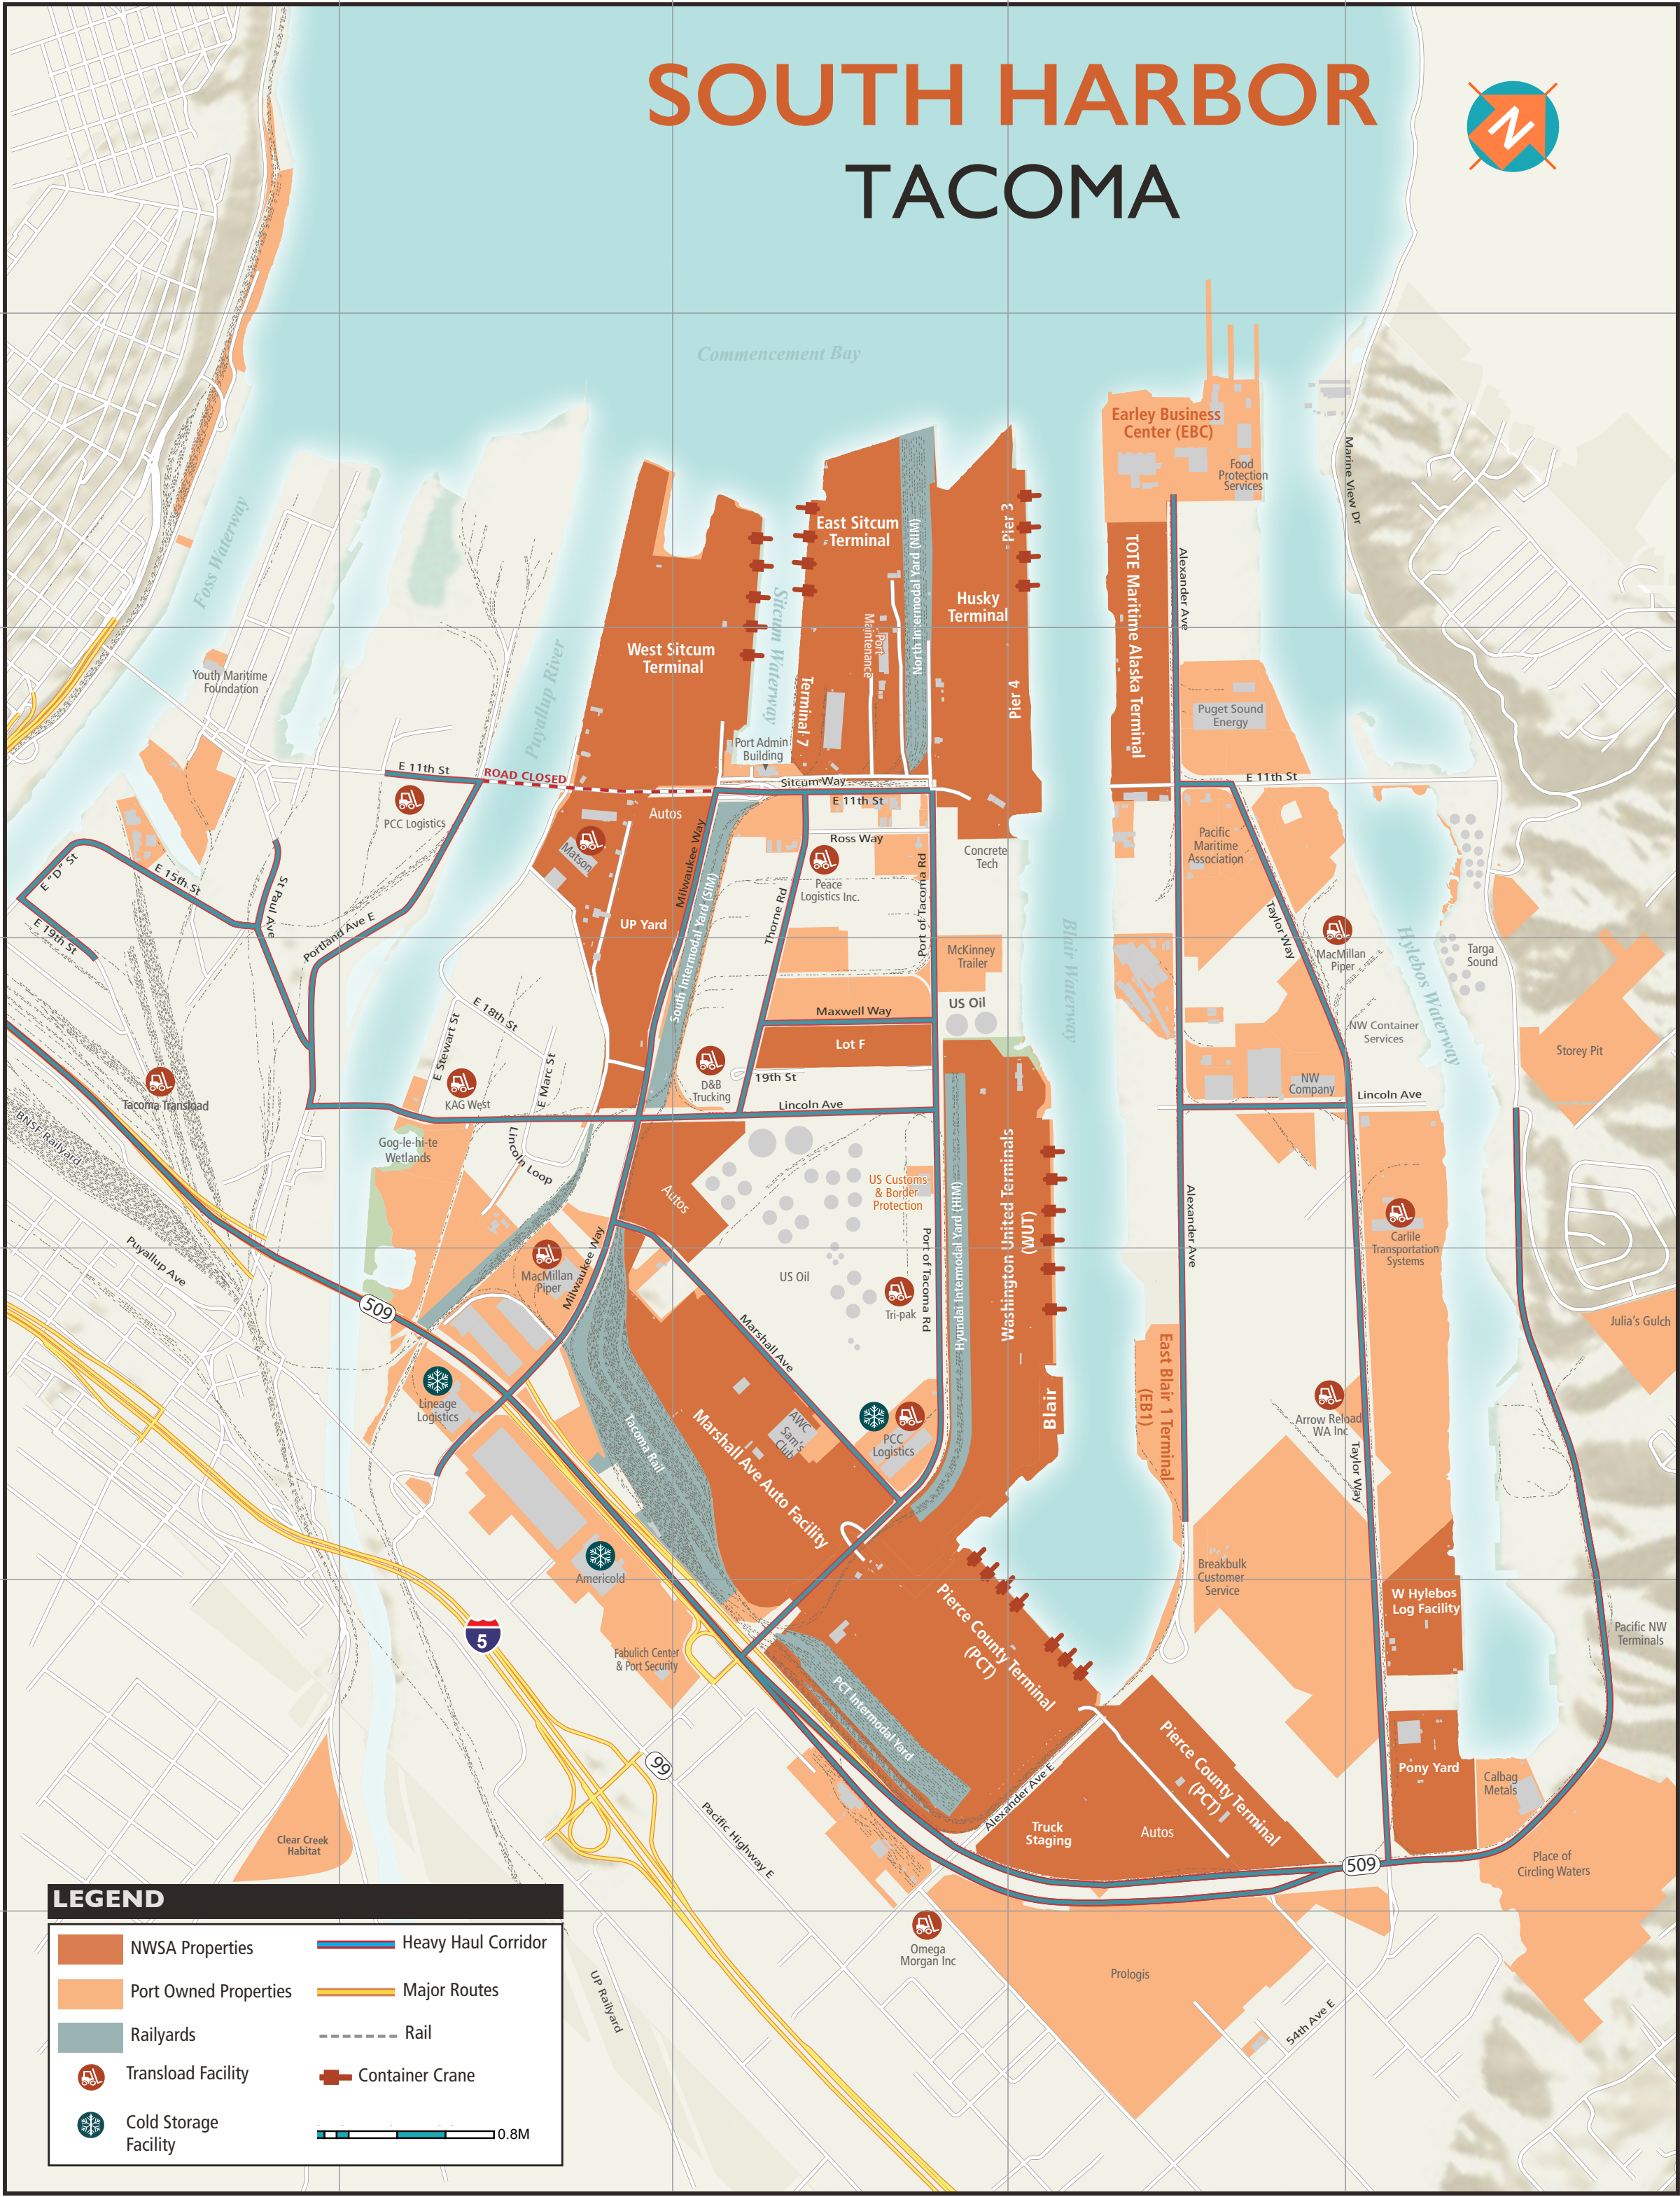 SOUTH HARBOR
TACOMA
N
Commencement Bay
Earley Business
Center (EBC)
Food
Protection
Services
Marine View Dr
Foss Waterway
Puyallup River
Sitcum Waterway
East Sitcum
Terminal
North Intermodal Yard (NIM)
Pier 3
Husky
Terminal
Pier 4
TOTE Maritime Alaska Terminal
Alexander Ave
West Sitcum
Terminal
Port
Maintenance
Terminal 7
Youth Maritime
Foundation
Puget Sound
Energy
Port Admin
Building
E 11th St
ROAD CLOSED
Sitcum Way
E 11th St
E 11th St
PCC Logistics
Autos
Matson
Milwaukee Way
Ross Way
Concrete
Tech
Pacific
Maritime
Association
Peace
Logistics Inc.
E "D" St
E 15th St
St Paul Ave
E 19th St
Portland Ave E
UP Yard
South Intermodal Yard (SIM)
Thorne Rd
Port of Tacoma Rd
McKinney
Trailer
Blair Waterway
Taylor Way
MacMillan
Piper
Hylebos Waterway
Targa
Sound
US Oil
Maxwell Way
Lot F
E 18th St
E Stewart St
E Marc St
NW Container
Services
Storey Pit
Tacoma Transload
KAG West
D&B
Trucking
19th St
Lincoln Ave
NW
Company
Lincoln Ave
BNSF Railyard
Gog-le-hi-te
Wetlands
Lincoln Loop
Autos
US Customs
& Border
Protection
Hyundai Intermodal Yard (HIM)
Washington United Terminals
(WUT)
Alexander Ave
Carlile
Transportation
Systems
Puyallup Ave
509
MacMillan
Piper
Milwaukee Way
US Oil
Tri-pak
Port of Tacoma Rd
Marshall Ave
Julia's Gulch
East Blair 1 Terminal
(EB1)
Blair
Lineage
Logistics
Tacoma Rail
Marshall Ave Auto Facility
AWC
Sam's
Club
PCC
Logistics
Arrow Reload
WA Inc
Taylor Way
Americold
Breakbulk
Customer
Service
W Hylebos
Log Facility
Pacific NW
Terminals
5
Fabulich Center
& Port Security
Pierce County Terminal
(PCT)
PCT Intermodal Yard
99
Pacific Highway E
Alexander Ave E
Truck
Staging
Autos
Pierce County Terminal
(PCT)
Pony Yard
Calbag
Metals
509
Place of
Circling Waters
Clear Creek
Habitat
Omega
Morgan Inc
Prologis
54th Ave E
UP Railyard
LEGEND
NWSA Properties
Heavy Haul Corridor
Port Owned Properties
Major Routes
Railyards
Rail
Transload Facility
Container Crane
Cold Storage
Facility
0.8M